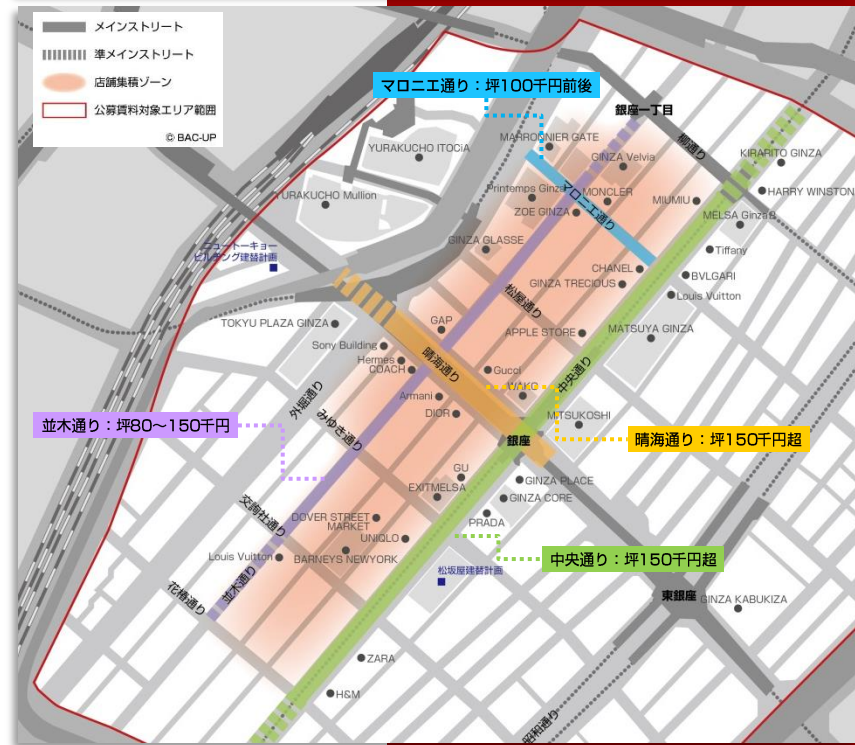 メインストリート
準メインストリート
店舗集積ゾーン
公募賃料対象エリア範囲
© BAC-UP
マロニエ通り：坪100千円前後
銀座一丁目
MARRONNIER GATE
柳通り
YURAKUCHO ITOCiA
GINZA Velvia
KIRARITO GINZA
YURAKUCHO Mullion
Printemps Ginza
MONCLER
マロニエ通り
HARRY WINSTON
ZOE GINZA
MIUMIU
MELSA Ginza
GINZA GLASSE
ニュートーキョー
ビルヂング建替計画
Tiffany
CHANEL
BVLGARI
GINZA TRECIOUS
松屋通り
Louis Vuitton
TOKYU PLAZA GINZA
GAP
APPLE STORE
MATSUYA GINZA
Sony Building
晴海通り
Hermes
COACH
Gucci
中央通り
外堀通り
WAKO
Armani
DIOR
MITSUKOSHI
みゆき通り
並木通り：坪80～150千円
銀座
晴海通り：坪150千円超
GU
EXITMELSA
GINZA PLACE
GINZA CORE
PRADA
交詢社通り
DOVER STREET
MARKET
UNIQLO
Louis Vuitton
BARNEYS NEWYORK
中央通り：坪150千円超
松坂屋建替計画
花椿通り
並木通り
東銀座
GINZA KABUKIZA
ZARA
H&M
昭和通り